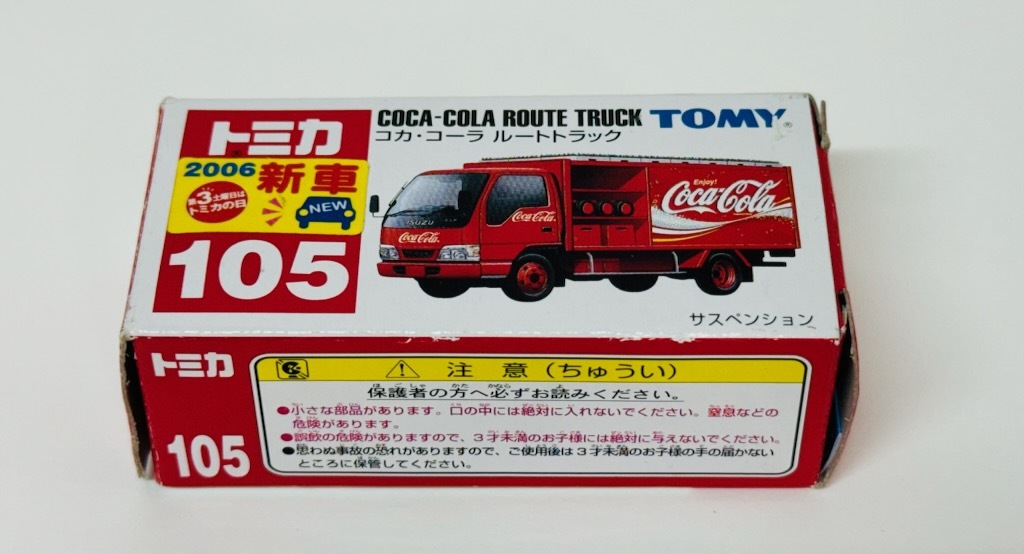 トミカ
2006 新車
第3土曜日は
トミカの日
NEW
105
COCA-COLA ROUTE TRUCK TOMY®
コカ・コーラ ルートトラック
ISUZU
Coca-Cola
Coca-Cola
Enjoy!
Coca-Cola
サスペンション
トミカ
105
注意(ちゅうい)
保護者の方へ必ずお読みください。
●小さな部品があります。口の中には絶対に入れないでください。窒息などの
危険があります。
●誤飲の危険がありますので、3才未満のお子様には絶対に与えないでください。
●思わぬ事故の恐れがありますので、ご使用後は3才未満のお子様の手の届かない
ところに保管してください。